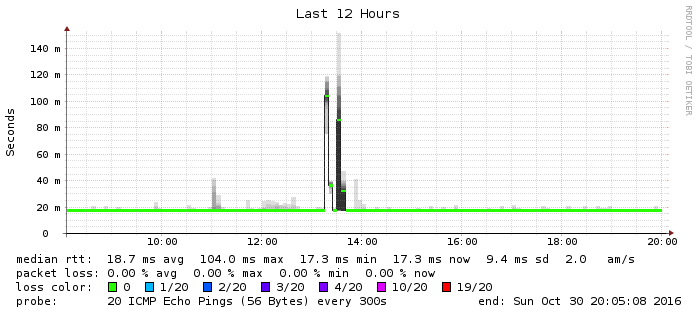 Last 12 Hours
RRDTOOL / TOBI OETIKER
Seconds
140 m
120 m
100 m
80 m
60 m
40 m
20 m
0
10:00 12:00 14:00 16:00 18:00 20:00
median rtt: 18.7 ms avg 104.0 ms max 17.3 ms min 17.3 ms now 9.4 ms sd 2.0 am/s
packet loss: 0.00 % avg 0.00 % max 0.00 % min 0.00 % now
loss color: 0 1/20 2/20 3/20 4/20 10/20 19/20
probe: 20 ICMP Echo Pings (56 Bytes) every 300s end: Sun Oct 30 20:05:08 2016